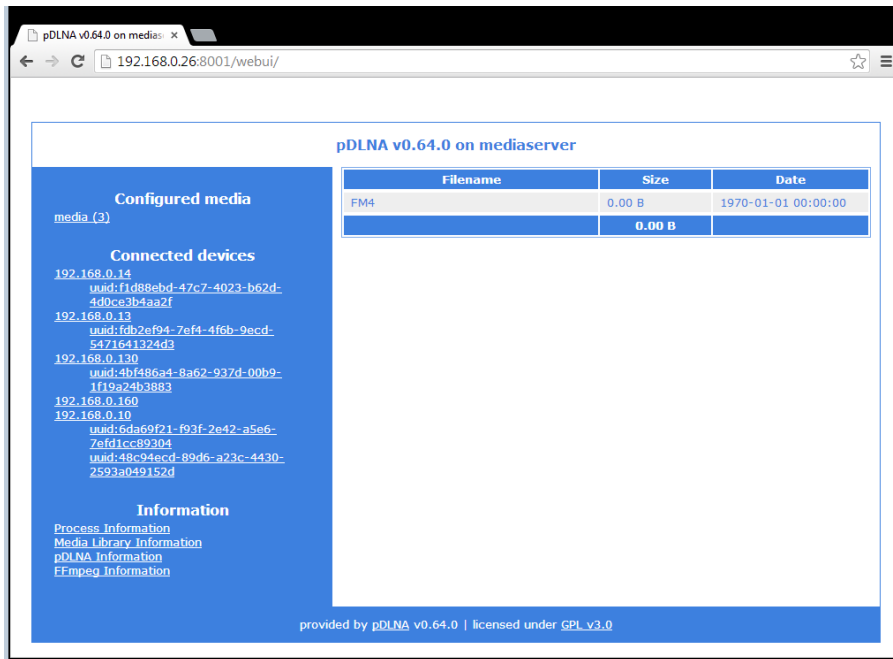 pDLNA v0.64.0 on medias
192.168.0.26:8001/webui/
pDLNA v0.64.0 on mediaserver
Configured media
media (3)
Connected devices
192.168.0.14
uuid:f1d88ebd-47c7-4023-b62d-
4d0ce3b4aa2f
192.168.0.13
uuid:fdb2ef94-7ef4-4f6b-9ecd-
5471641324d3
192.168.0.130
uuid:4bf486a4-8a62-937d-00b9-
1f19a24b3883
192.168.0.160
192.168.0.10
uuid:6da69f21-f93f-2e42-a5e6-
7efd1cc89304
uuid:48c94ecd-89d6-a23c-4430-
2593a049152d
Information
Process Information
Media Library Information
pDLNA Information
FFmpeg Information
Filename Size Date
FM4 0.00 B 1970-01-01 00:00:00
0.00 B
provided by pDLNA v0.64.0 | licensed under GPL v3.0